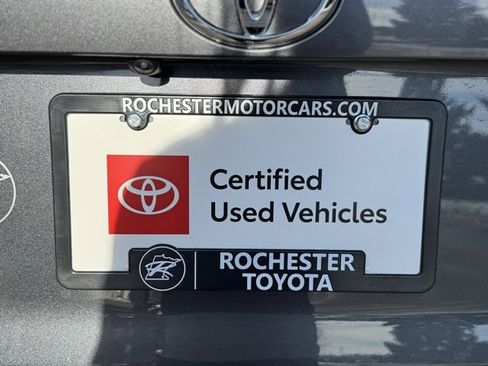 ROCHESTERMOTORCARS.COM
Certified
Used Vehicles
ROCHESTER
TOYOTA